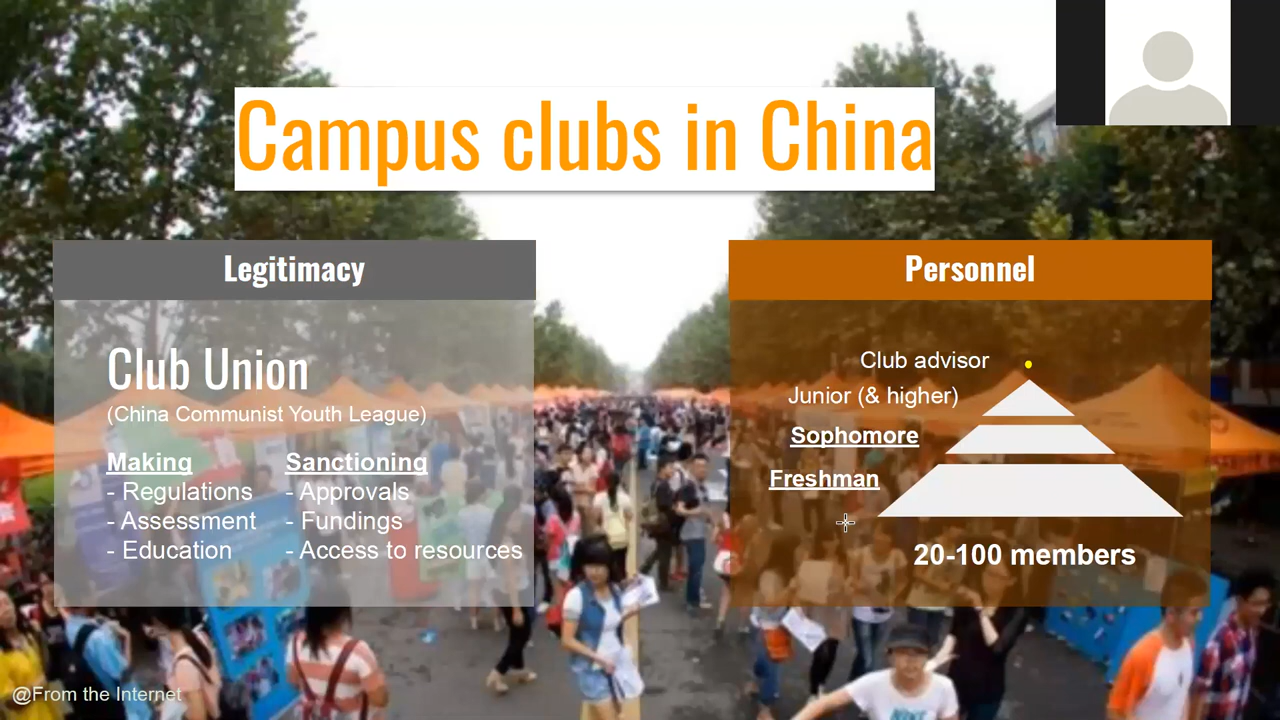 Campus clubs in China
Legitimacy
Club Union
(China Communist Youth League)
Making
- Regulations
- Assessment
- Education
Sanctioning
- Approvals
- Fundings
- Access to resources
Personnel
Club advisor
Junior (& higher)
Sophomore
Freshman
20-100 members
@From the Internet